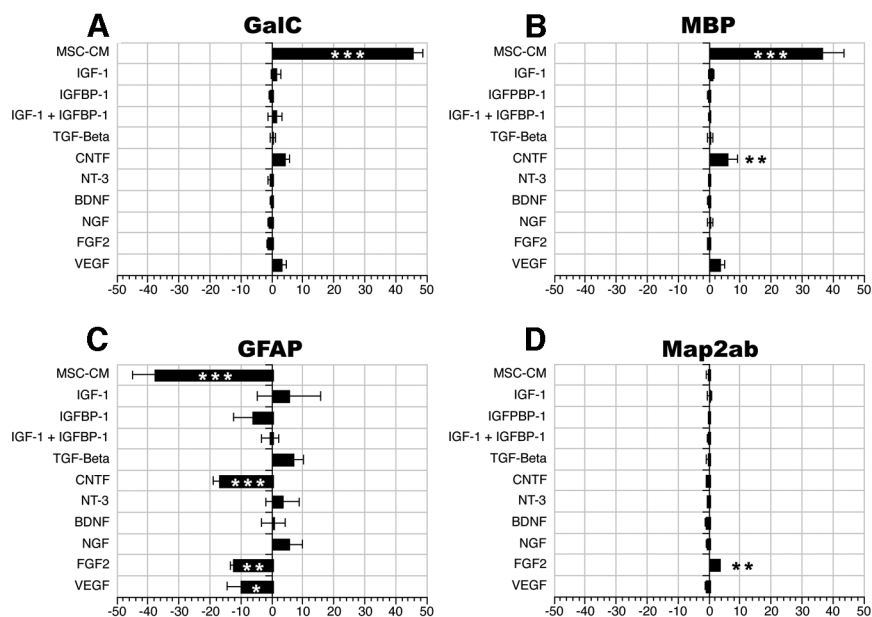 A GalC
MSC-CM ***
IGF-1
IGFBP-1
IGF-1 + IGFBP-1
TGF-Beta
CNTF
NT-3
BDNF
NGF
FGF2
VEGF
-50 -40 -30 -20 -10 0 10 20 30 40 50
B MBP
MSC-CM ***
IGF-1
IGFPBP-1
IGF-1 + IGFBP-1
TGF-Beta
CNTF **
NT-3
BDNF
NGF
FGF2
VEGF
-50 -40 -30 -20 -10 0 10 20 30 40 50
C GFAP
MSC-CM ***
IGF-1
IGFBP-1
IGF-1 + IGFBP-1
TGF-Beta
CNTF ***
NT-3
BDNF
NGF
FGF2 **
VEGF *
-50 -40 -30 -20 -10 0 10 20 30 40 50
D Map2ab
MSC-CM
IGF-1
IGFPBP-1
IGF-1 + IGFBP-1
TGF-Beta
CNTF
NT-3
BDNF
NGF
FGF2 **
VEGF
-50 -40 -30 -20 -10 0 10 20 30 40 50